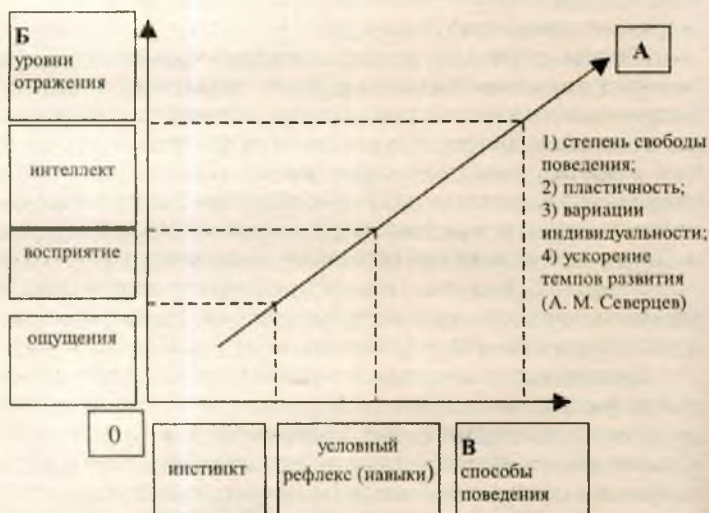 Б
уровни
отражения
А
1) степень свободы
поведения;
2) пластичность;
3) вариации
индивидуальности;
4) ускорение
темпов развития
(А. М. Северцев)
интеллект
восприятие
ощущения
0
инстинкт
условный
рефлекс (навыки)
В
способы
поведения